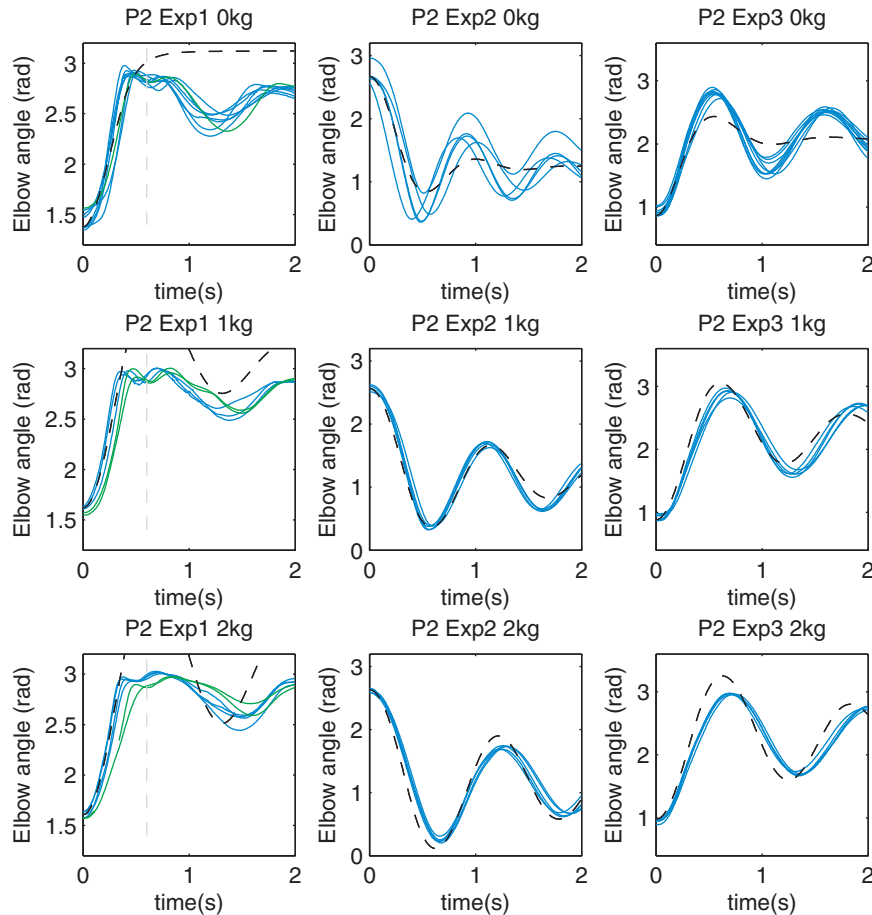 P2 Exp1 0kg
P2 Exp2 0kg
P2 Exp3 0kg
Elbow angle (rad)
3
2.5
2
1.5
0
1
2
time(s)
Elbow angle (rad)
3
2
1
0
0
1
2
time(s)
Elbow angle (rad)
3
2
1
0
1
2
time(s)
P2 Exp1 1kg
P2 Exp2 1kg
P2 Exp3 1kg
Elbow angle (rad)
3
2.5
2
1.5
0
1
2
time(s)
Elbow angle (rad)
3
2
1
0
0
1
2
time(s)
Elbow angle (rad)
3
2
1
0
1
2
time(s)
P2 Exp1 2kg
P2 Exp2 2kg
P2 Exp3 2kg
Elbow angle (rad)
3
2.5
2
1.5
0
1
2
time(s)
Elbow angle (rad)
3
2
1
0
0
1
2
time(s)
Elbow angle (rad)
3
2
1
0
1
2
time(s)